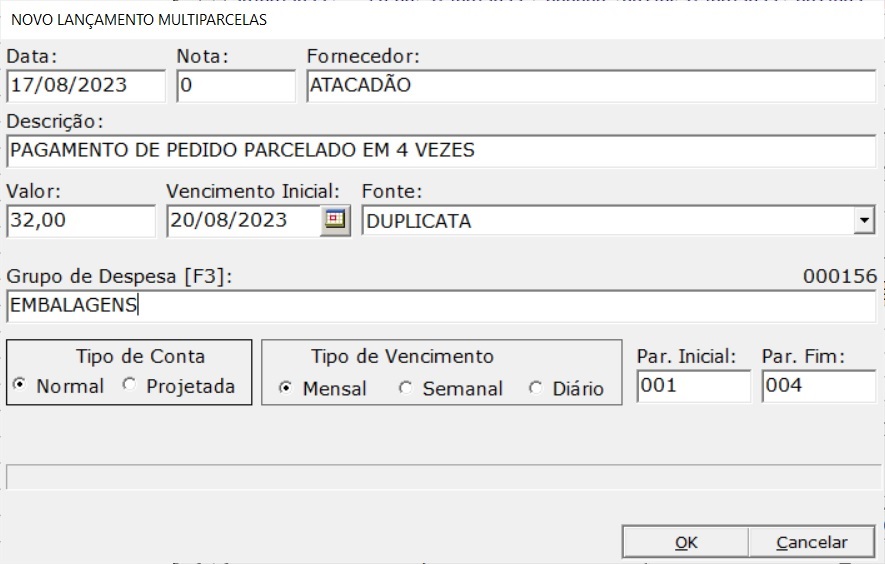 NOVO LANÇAMENTO MULTIPARCELAS
Data: Nota: Fornecedor:
17/08/2023 0 ATACADÃO
Descrição:
PAGAMENTO DE PEDIDO PARCELADO EM 4 VEZES
Valor: Vencimento Inicial: Fonte:
32,00 20/08/2023 DUPLICATA
Grupo de Despesa [F3]: 000156
EMBALAGENS
Tipo de Conta Tipo de Vencimento Par. Inicial: Par. Fim:
Normal Projetada Mensal Semanal Diário 001 004
OK Cancelar